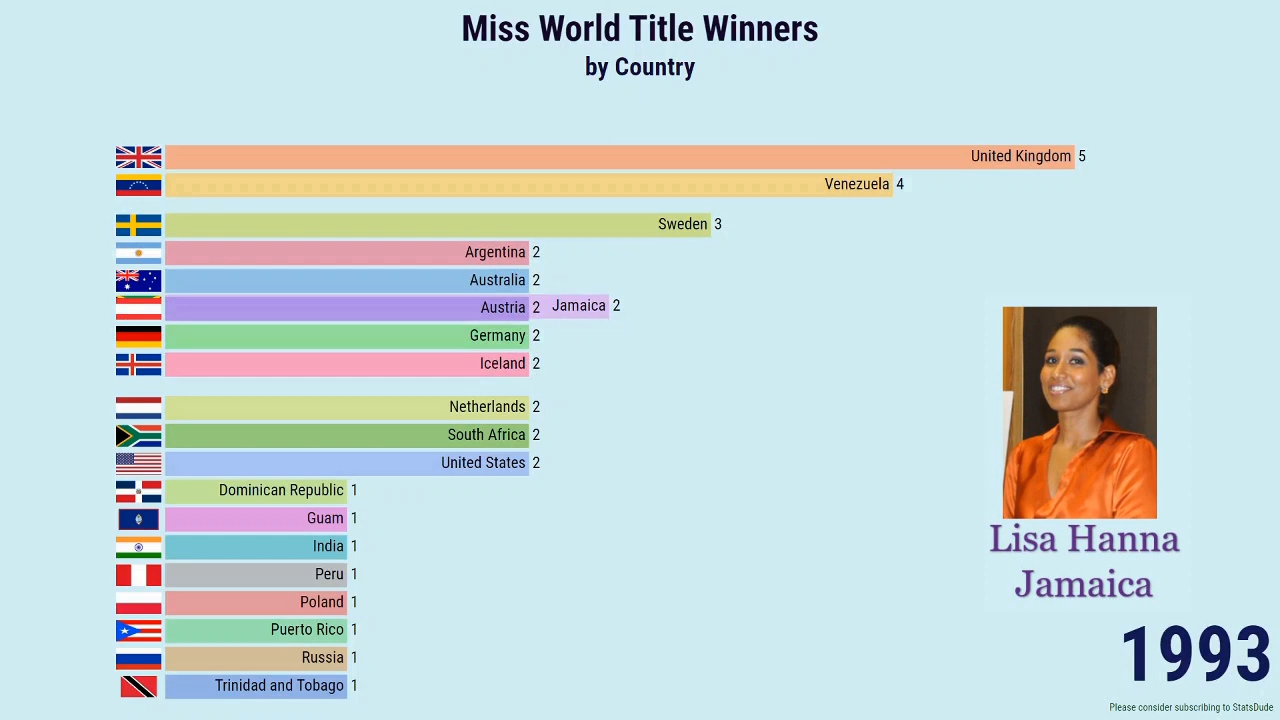 Miss World Title Winners
by Country
United Kingdom 5
Venezuela 4
Sweden 3
Argentina 2
Australia 2
Austria 2 Jamaica 2
Germany 2
Iceland 2
Netherlands 2
South Africa 2
United States 2
Dominican Republic 1
Guam 1
India 1
Peru 1
Poland 1
Puerto Rico 1
Russia 1
Trinidad and Tobago 1
Lisa Hanna
Jamaica
1993
Please consider subscribing to StatsDude